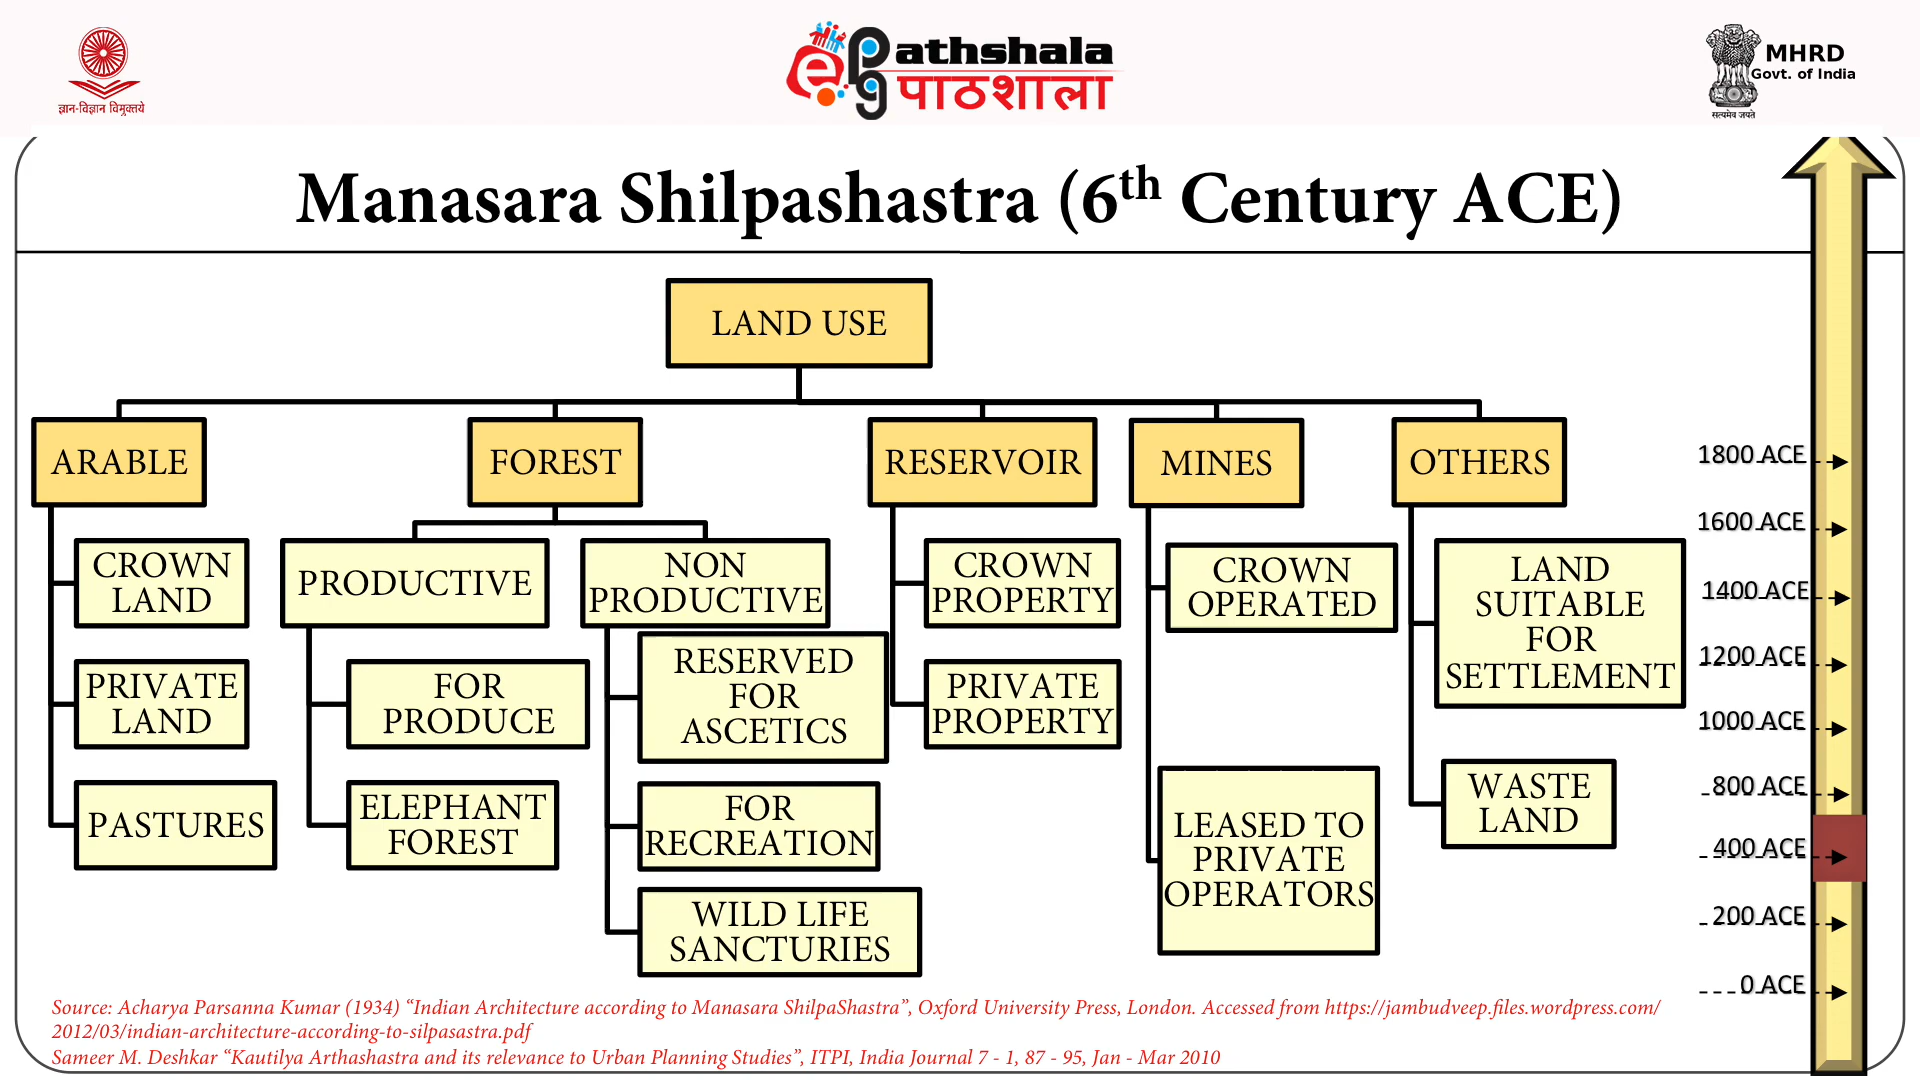 ज्ञान-विज्ञान विमुक्तये
ePathshala
पाठशाला
MHRD
Govt. of India
सत्यमेव जयते
Manasara Shilpashastra (6th Century ACE)
LAND USE
ARABLE
FOREST
RESERVOIR
MINES
OTHERS
CROWN
LAND
PRIVATE
LAND
PASTURES
PRODUCTIVE
FOR
PRODUCE
ELEPHANT
FOREST
NON
PRODUCTIVE
RESERVED
FOR
ASCETICS
FOR
RECREATION
WILD LIFE
SANCTURIES
CROWN
PROPERTY
PRIVATE
PROPERTY
CROWN
OPERATED
LEASED TO
PRIVATE
OPERATORS
LAND
SUITABLE
FOR
SETTLEMENT
WASTE
LAND
1800 ACE
1600 ACE
1400 ACE
1200 ACE
1000 ACE
800 ACE
400 ACE
200 ACE
0 ACE
Source: Acharya Parsanna Kumar (1934) “Indian Architecture according to Manasara ShilpaShastra”, Oxford University Press, London. Accessed from https://jambudveep.files.wordpress.com/
2012/03/indian-architecture-according-to-silpasastra.pdf
Sameer M. Deshkar “Kautilya Arthashastra and its relevance to Urban Planning Studies”, ITPI, India Journal 7 - 1, 87 - 95, Jan - Mar 2010